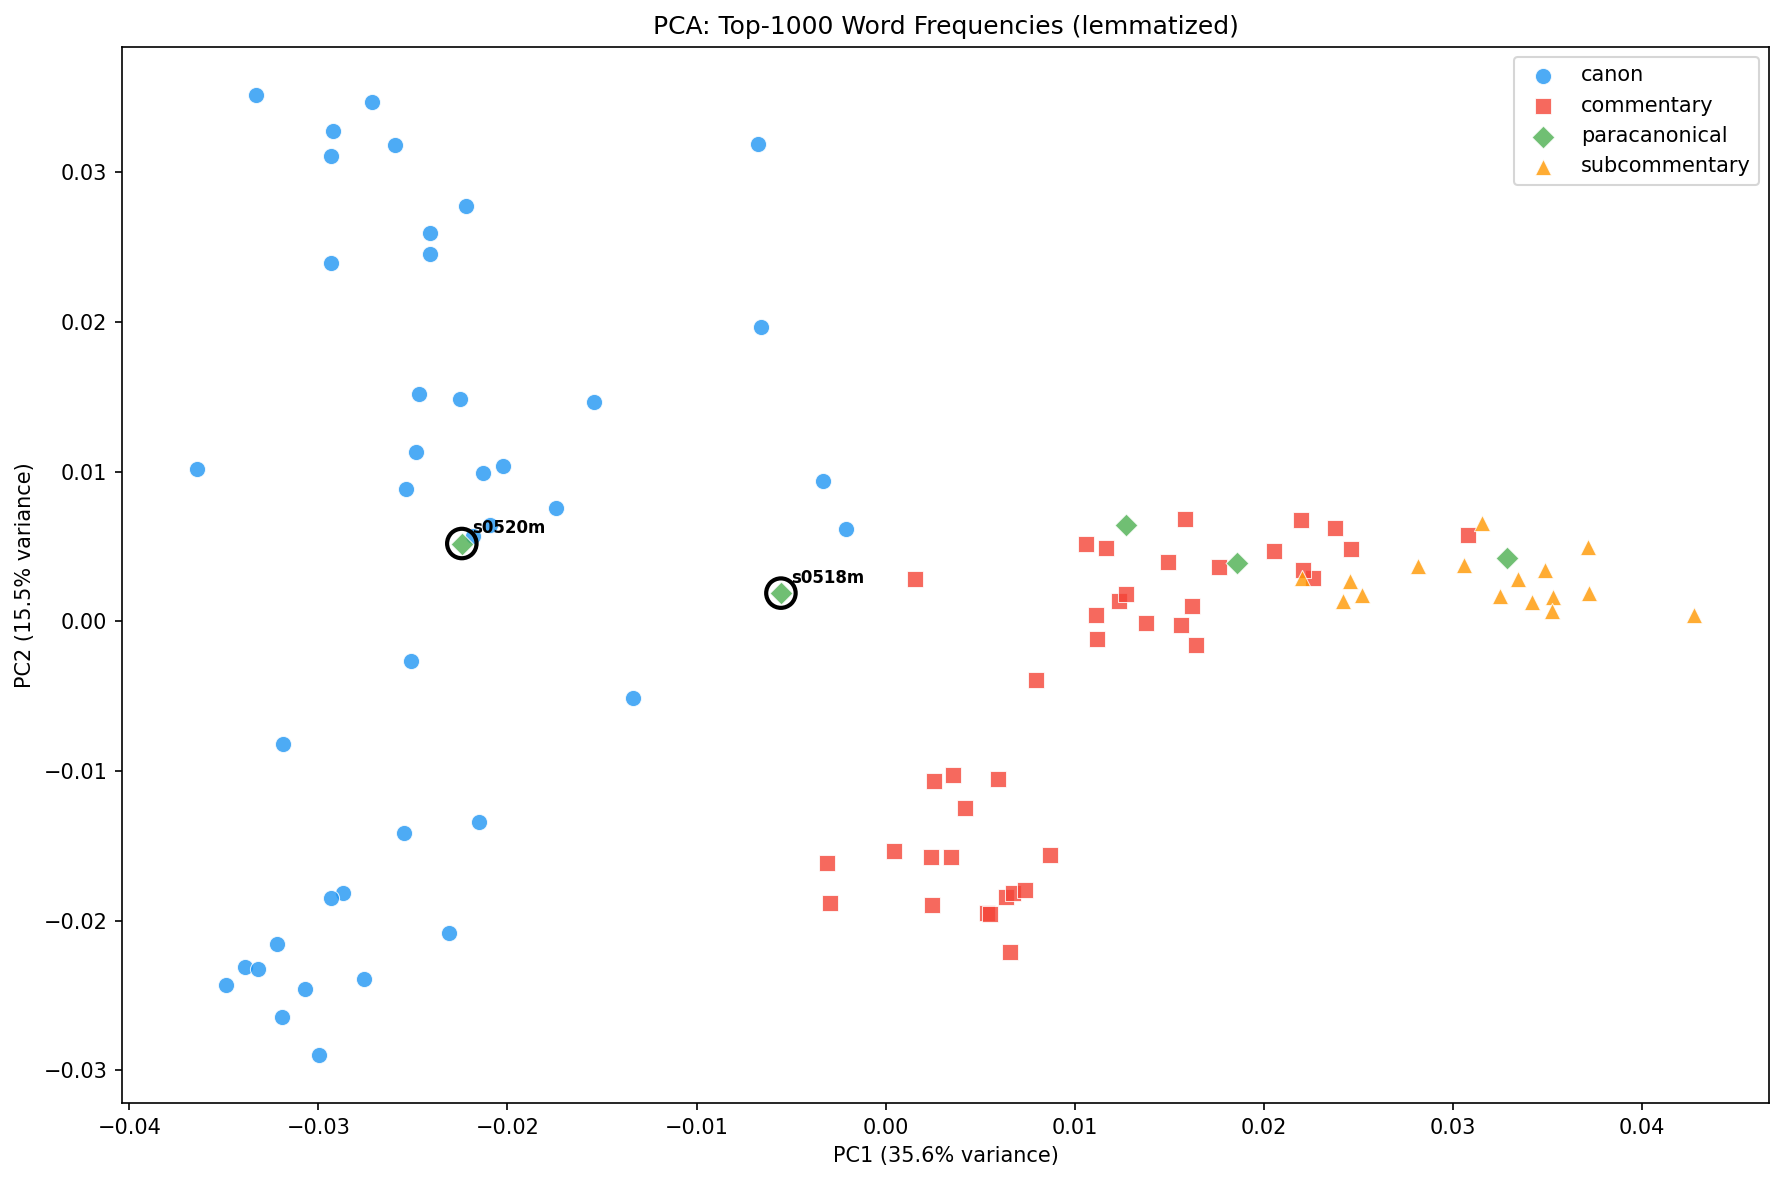 PCA: Top-1000 Word Frequencies (lemmatized)
canon
commentary
paracanonical
subcommentary
0.03
0.02
0.01
0.00
−0.01
−0.02
−0.03
PC2 (15.5% variance)
s0520m
s0518m
−0.04
−0.03
−0.02
−0.01
0.00
0.01
0.02
0.03
0.04
PC1 (35.6% variance)